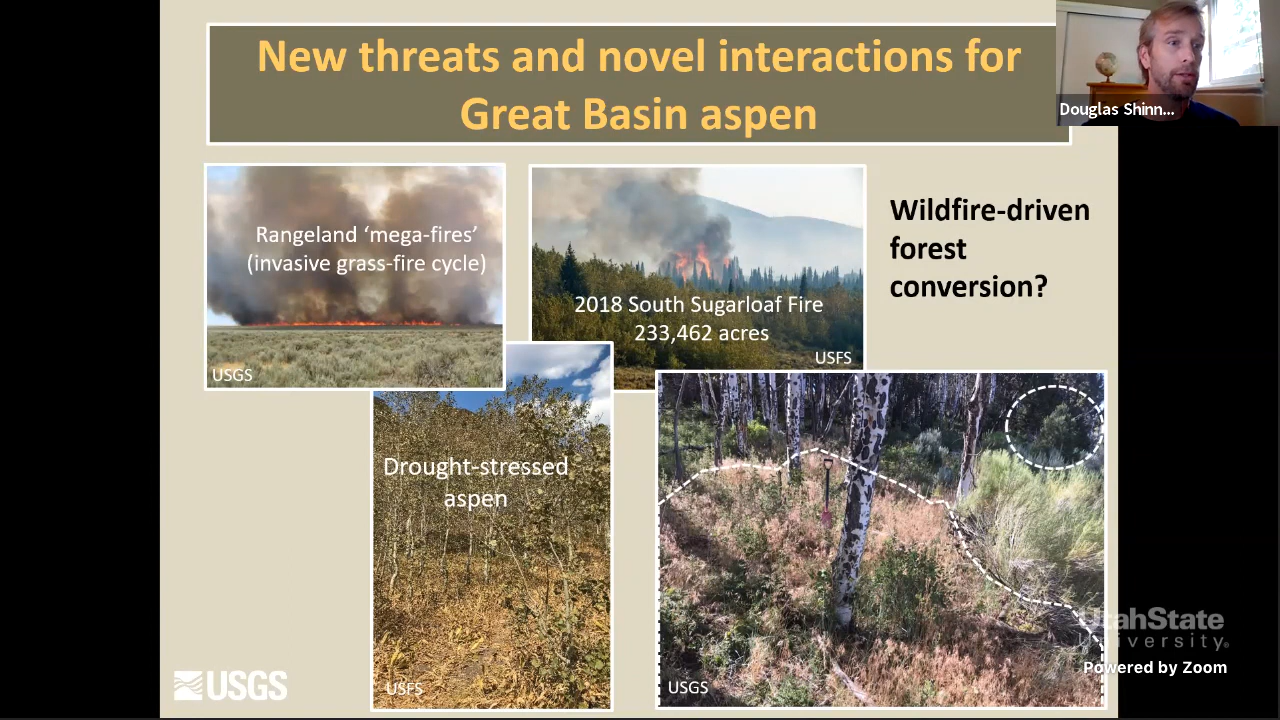 New threats and novel interactions for
Great Basin aspen
Douglas Shinn...
Rangeland ‘mega-fires’
(invasive grass-fire cycle)
USGS
2018 South Sugarloaf Fire
233,462 acres
USFS
Wildfire-driven
forest
conversion?
Drought-stressed
aspen
USFS
USGS
USGS
UtahState
University®
Powered by Zoom